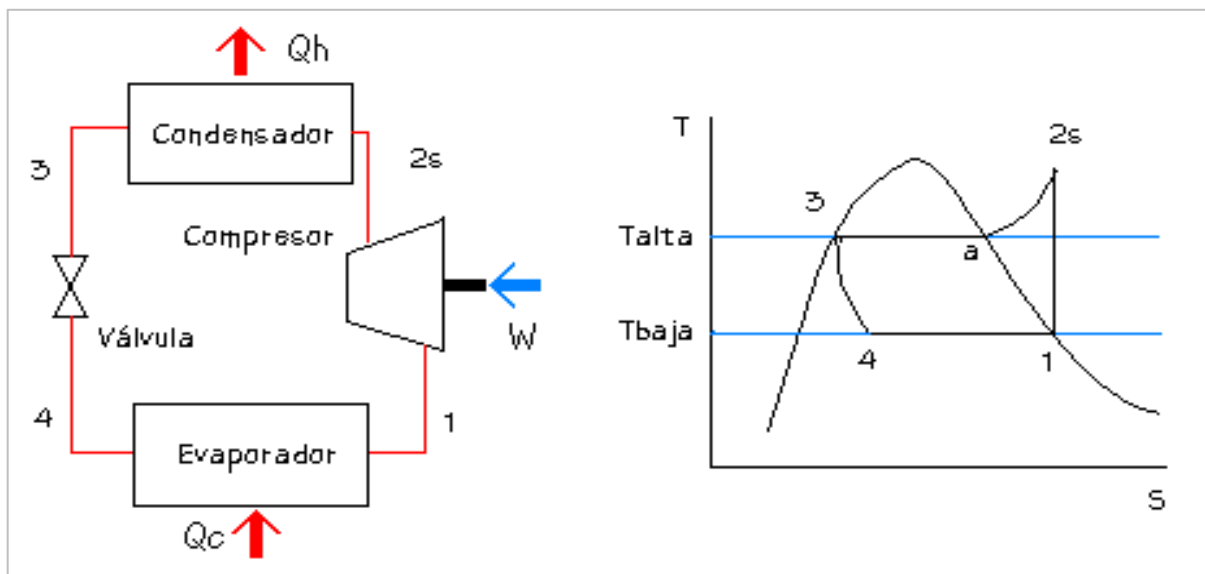 Qh
Condensador
3
2s
Compresor
Válvula
W
4
1
Evaporador
Qc
T
2s
3
Talta
a
Tbaja
4
1
S